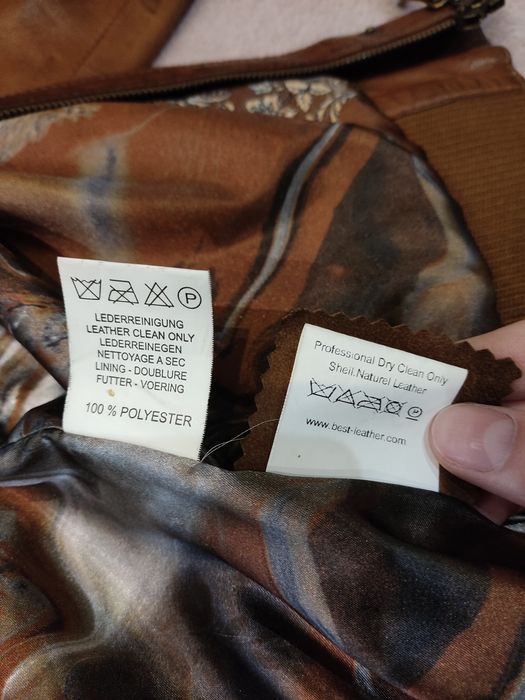 P
LEDERREINIGUNG
LEATHER CLEAN ONLY
LEDERREINEGEN
NETTOYAGE A SEC
LINING - DOUBLURE
FUTTER - VOERING
100 % POLYESTER
Professional Dry Clean Only
Sheil.Naturel Leather
P
www.best-leather.com